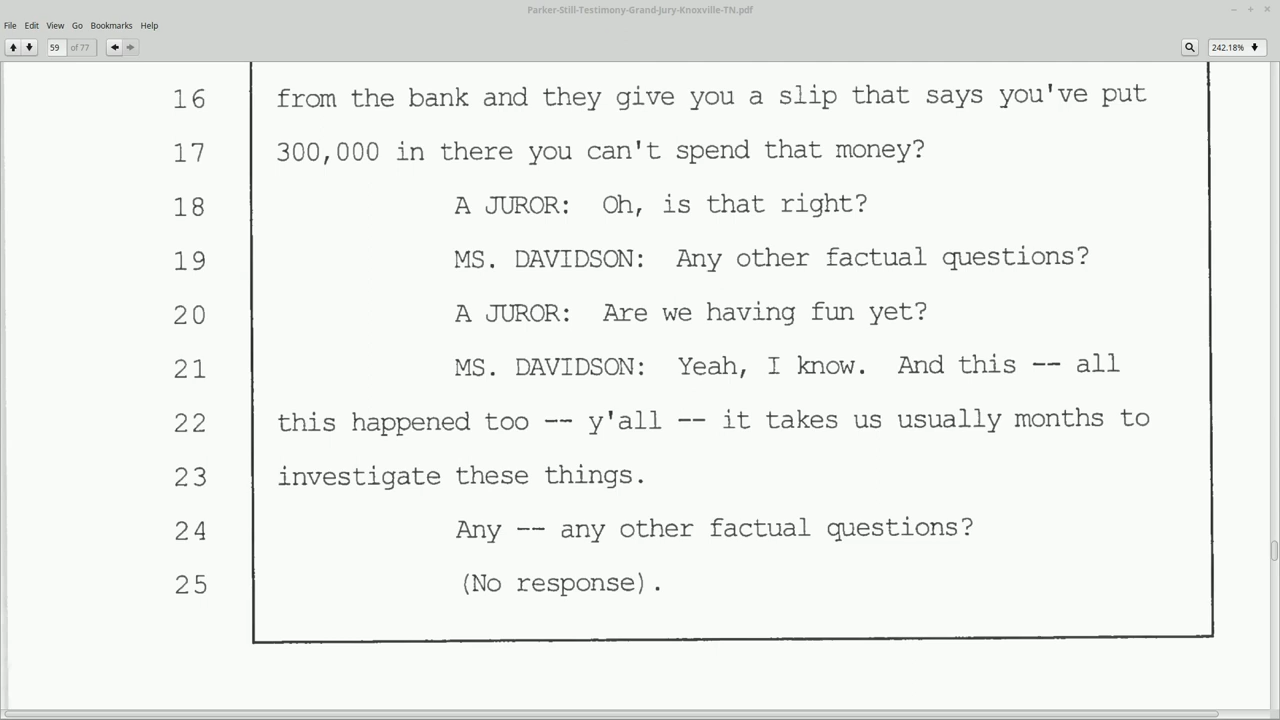 Parker-Still-Testimony-Grand-Jury-Knoxville-TN.pdf
File Edit View Go Bookmarks Help
59 of 77 242.18%
16 from the bank and they give you a slip that says you've put
17 300,000 in there you can't spend that money?
18 A JUROR: Oh, is that right?
19 MS. DAVIDSON: Any other factual questions?
20 A JUROR: Are we having fun yet?
21 MS. DAVIDSON: Yeah, I know. And this -- all
22 this happened too -- y'all -- it takes us usually months to
23 investigate these things.
24 Any -- any other factual questions?
25 (No response).